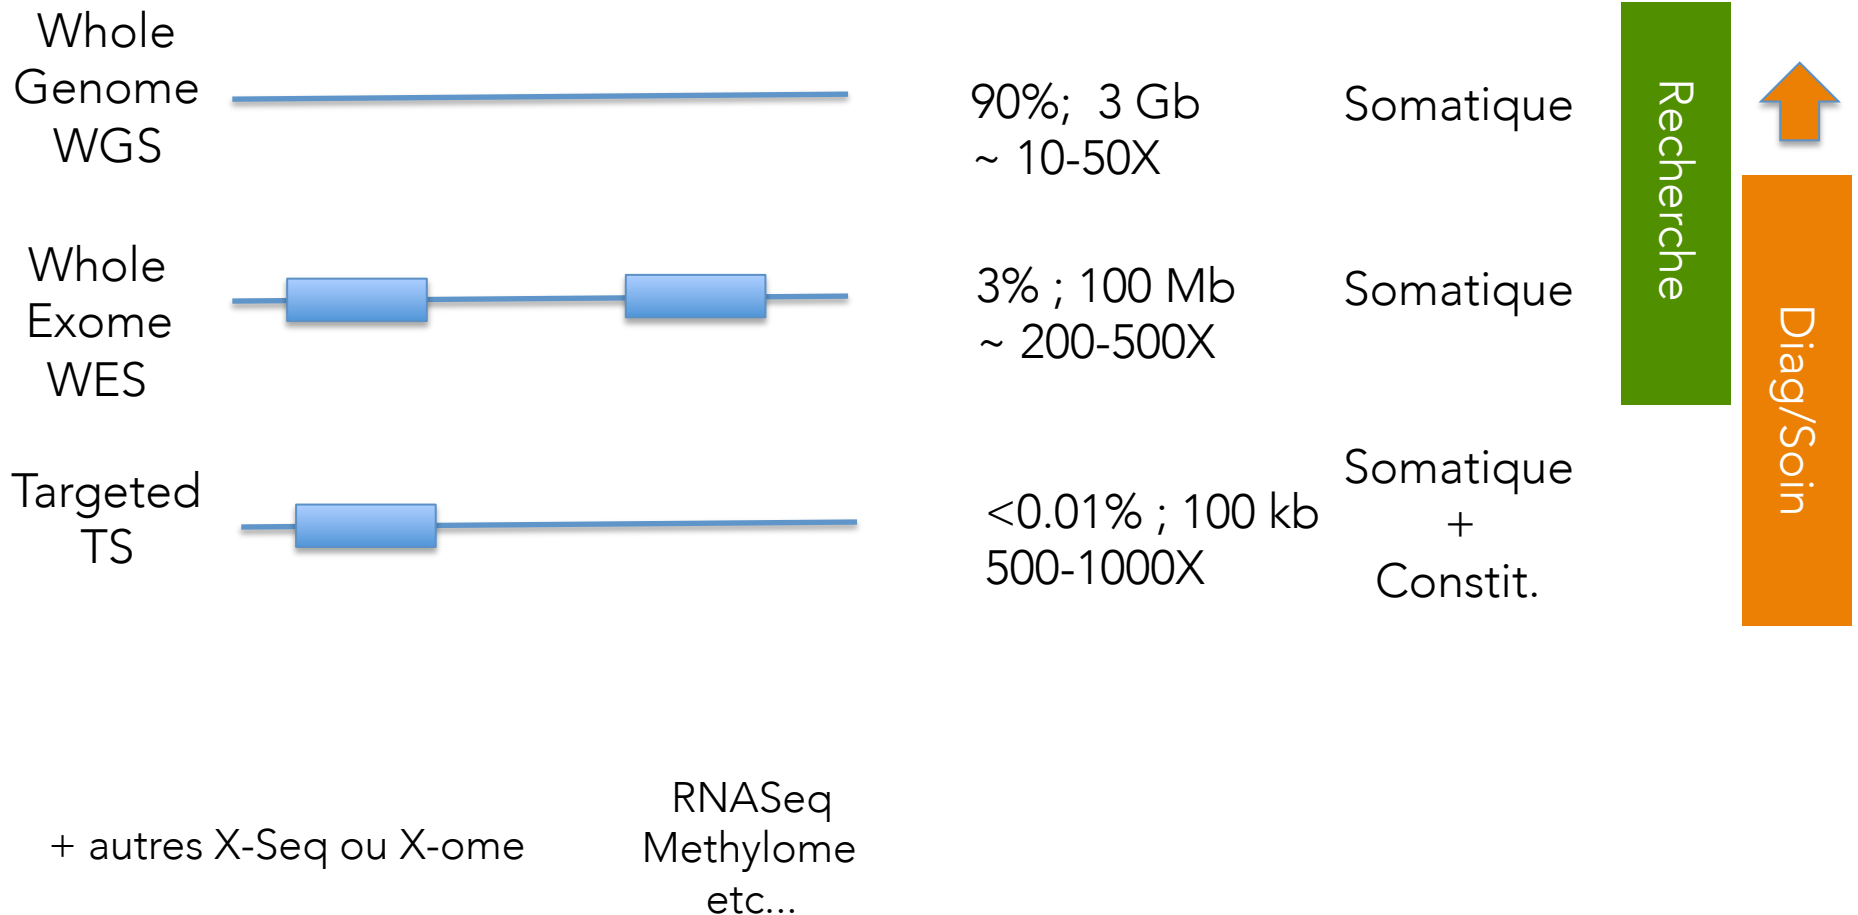 Whole
Genome
WGS
90%;  3 Gb
~ 10-50X
Somatique
Recherche
Whole
Exome
WES
3% ; 100 Mb
~ 200-500X
Somatique
Diag/Soin
Targeted
TS
<0.01% ; 100 kb
500-1000X
Somatique
+
Constit.
+ autres X-Seq ou X-ome
RNASeq
Methylome
etc...